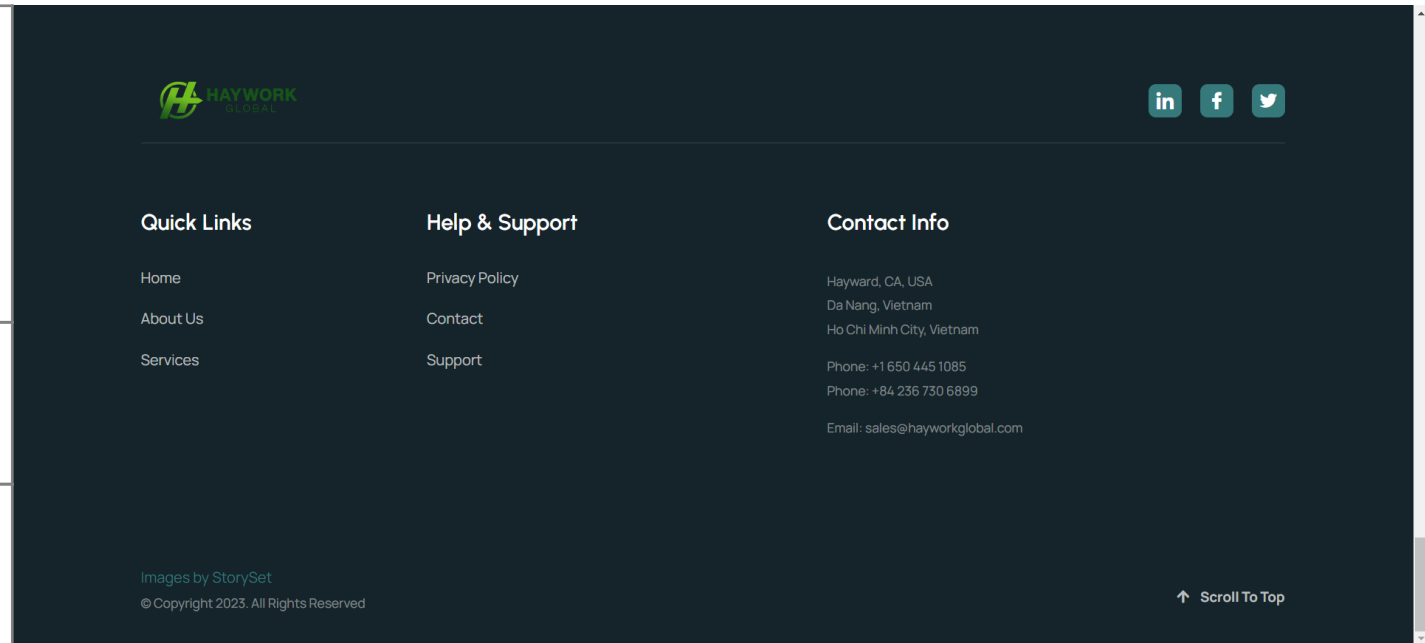 HAYWORK
GLOBAL
in
f
Quick Links
Home
About Us
Services
Help & Support
Privacy Policy
Contact
Support
Contact Info
Hayward, CA, USA
Da Nang, Vietnam
Ho Chi Minh City, Vietnam
Phone: +1 650 445 1085
Phone: +84 236 730 6899
Email: sales@hayworkglobal.com
Images by StorySet
© Copyright 2023. All Rights Reserved
Scroll To Top